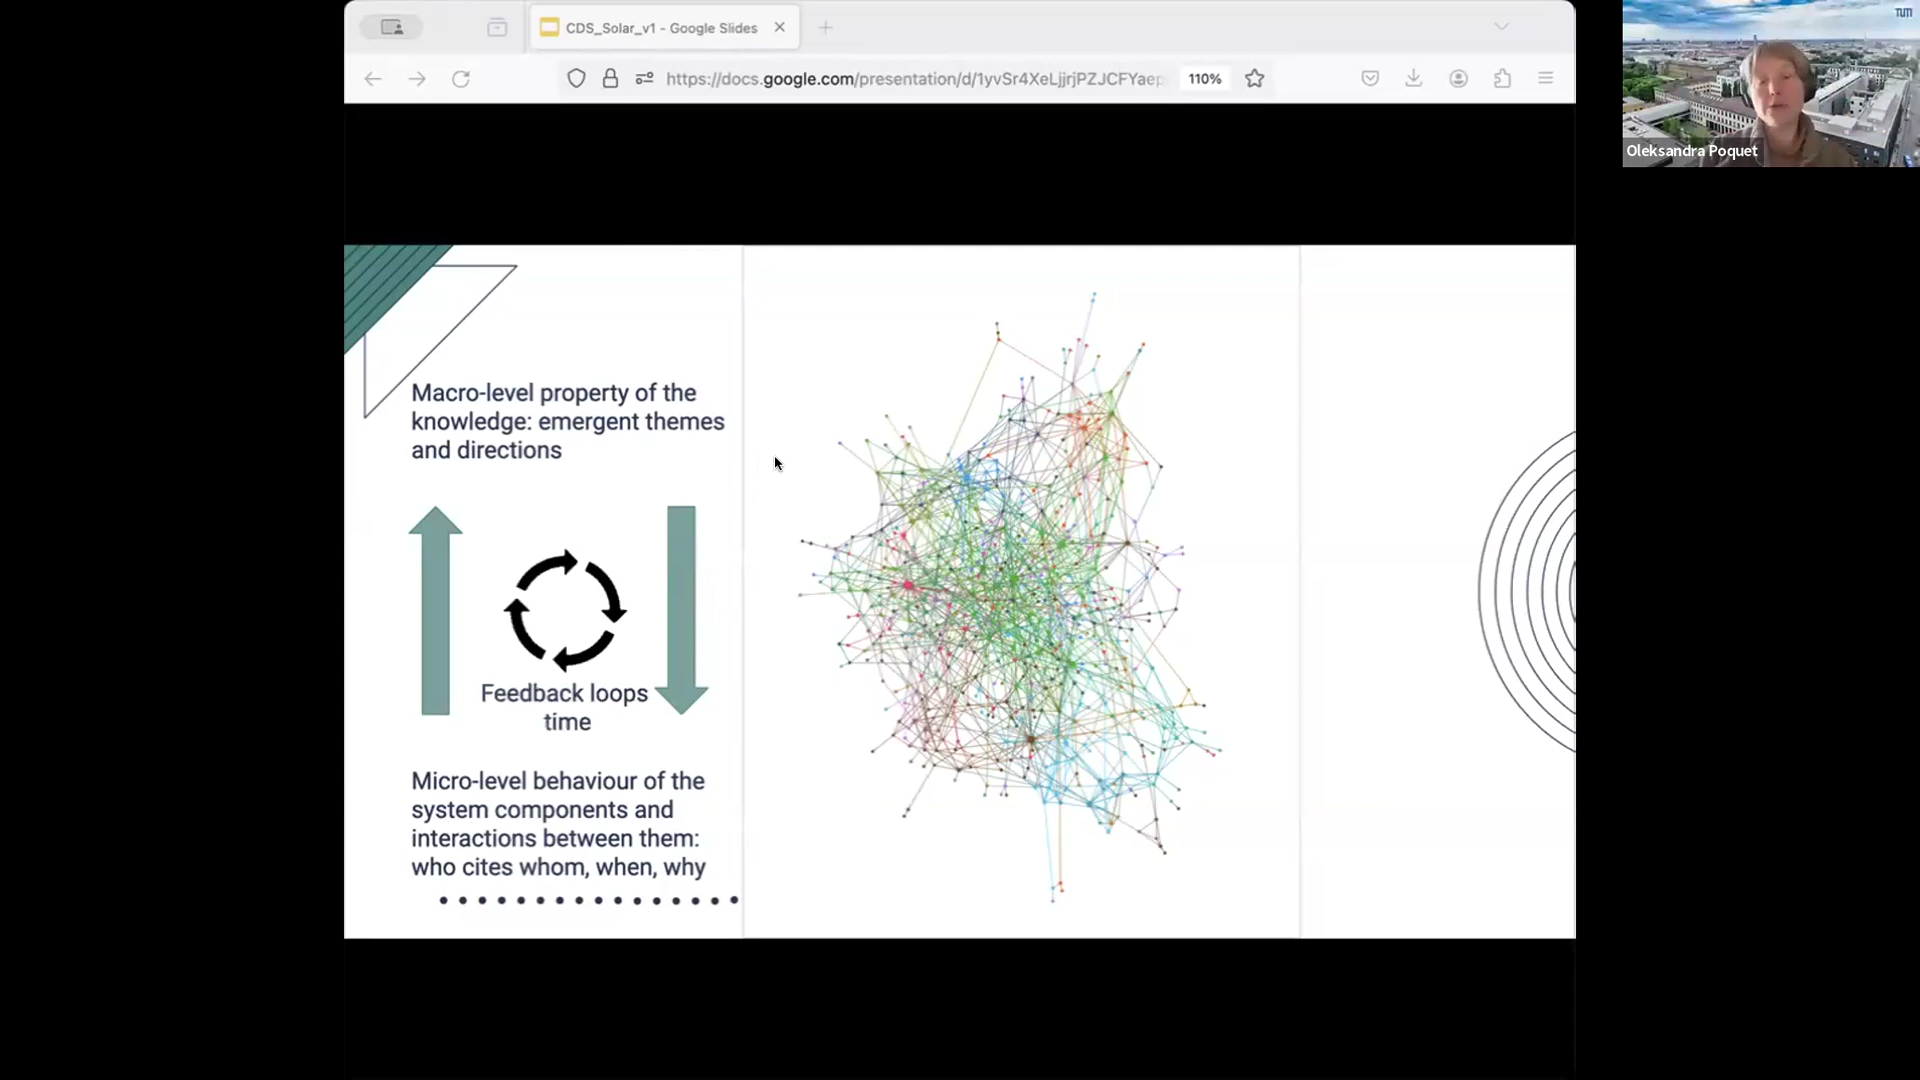 CDS_Solar_v1 - Google Slides
https://docs.google.com/presentation/d/1yvSr4XeLjjrjPZJCFYaep
110%
TUM
Oleksandra Poquet
Macro-level property of the
knowledge: emergent themes
and directions
Feedback loops
time
Micro-level behaviour of the
system components and
interactions between them:
who cites whom, when, why